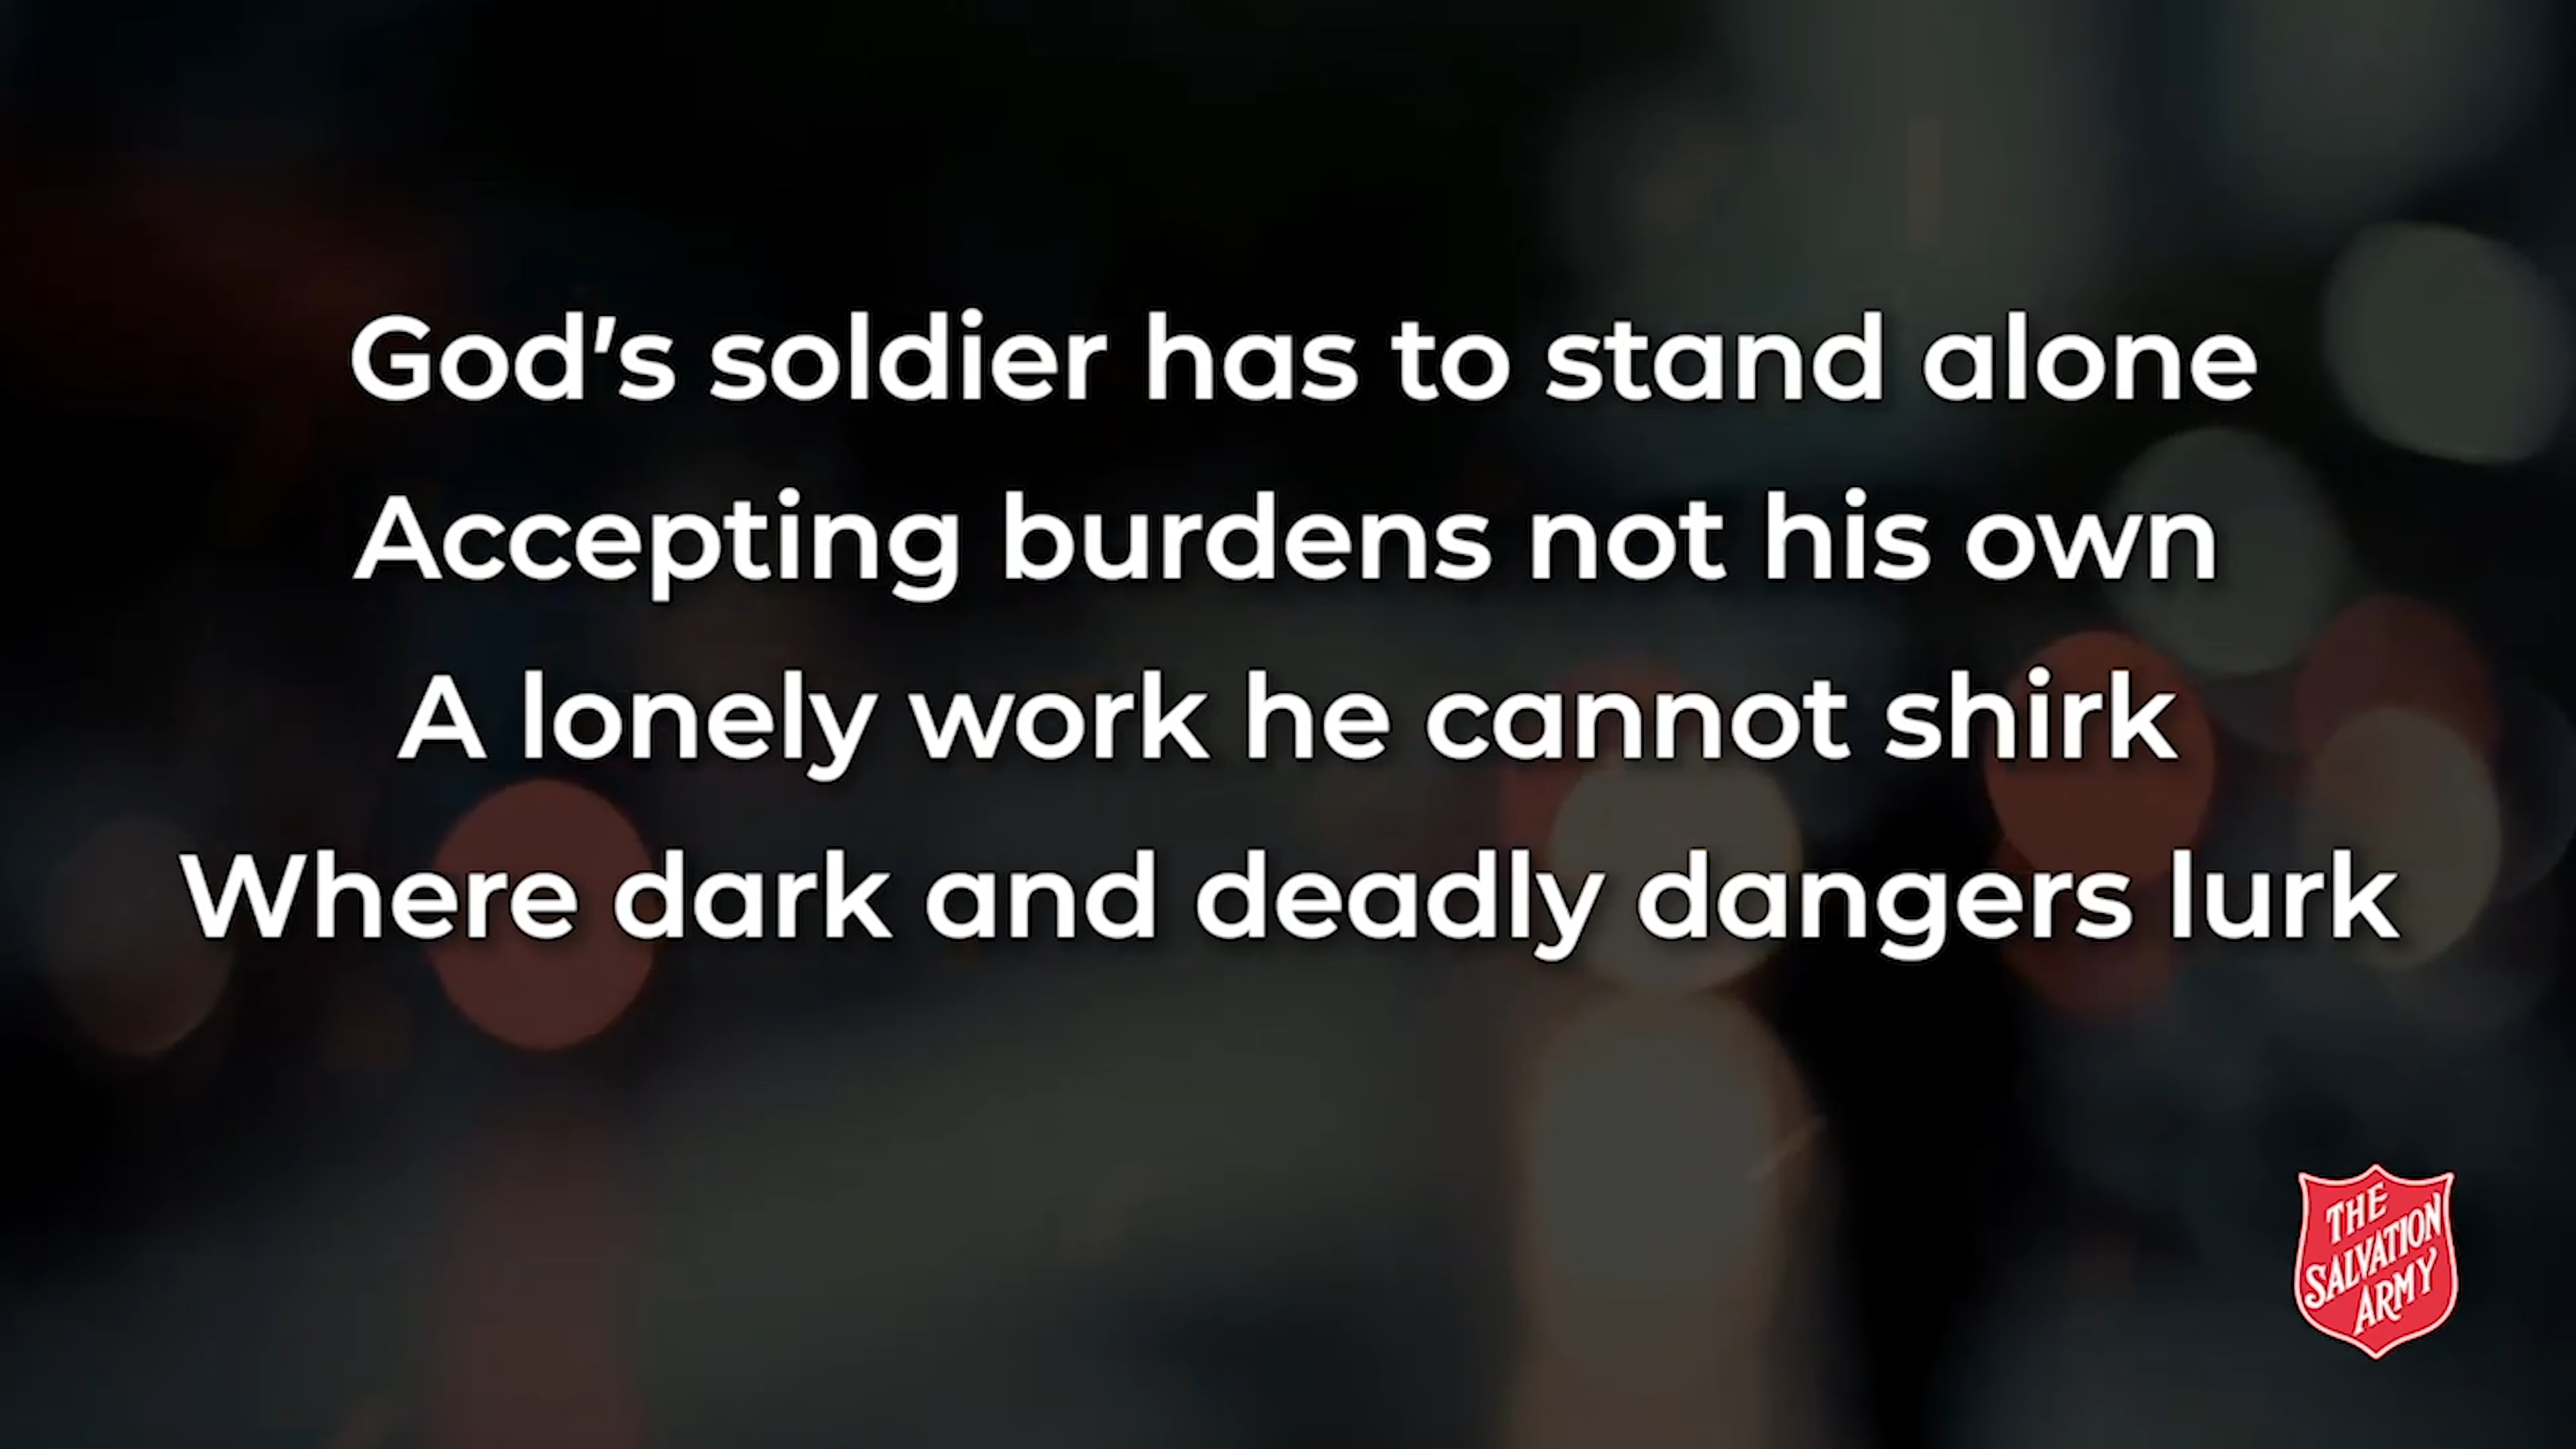 God's soldier has to stand alone
Accepting burdens not his own
A lonely work he cannot shirk
Where dark and deadly dangers lurk
THE
SALVATION
ARMY